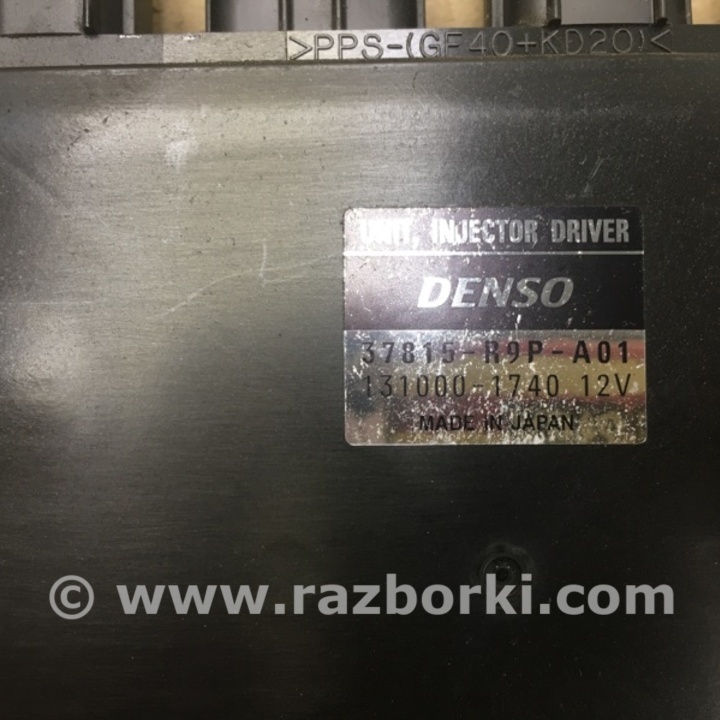 >PPS-(GF40+KD20)<
UNIT, INJECTOR DRIVER
DENSO
37815-R9P-A01
131000-1740 12V
MADE IN JAPAN
© www.razborki.com